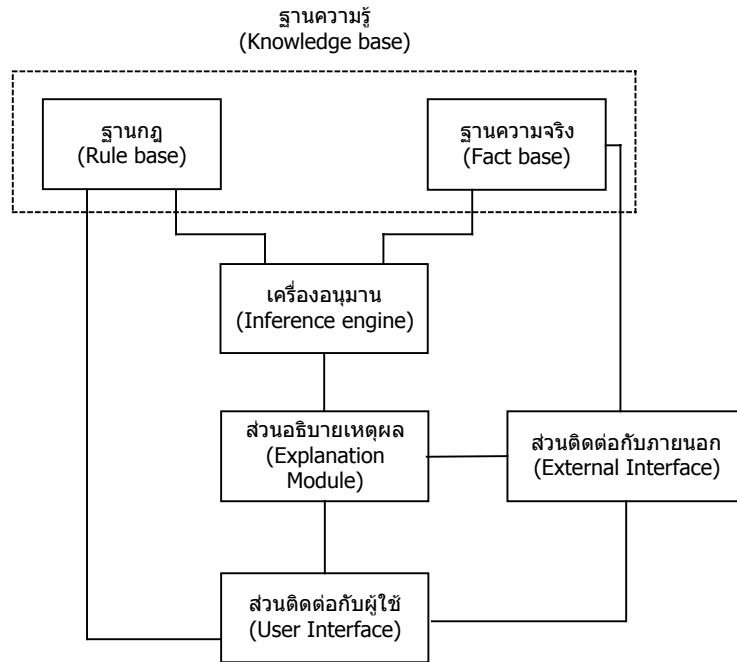 ฐานความรู้
(Knowledge base)
ฐานกฎ
(Rule base)
ฐานความจริง
(Fact base)
เครื่องอนุมาน
(Inference engine)
ส่วนอธิบายเหตุผล
(Explanation
Module)
ส่วนติดต่อกับภายนอก
(External Interface)
ส่วนติดต่อกับผู้ใช้
(User Interface)